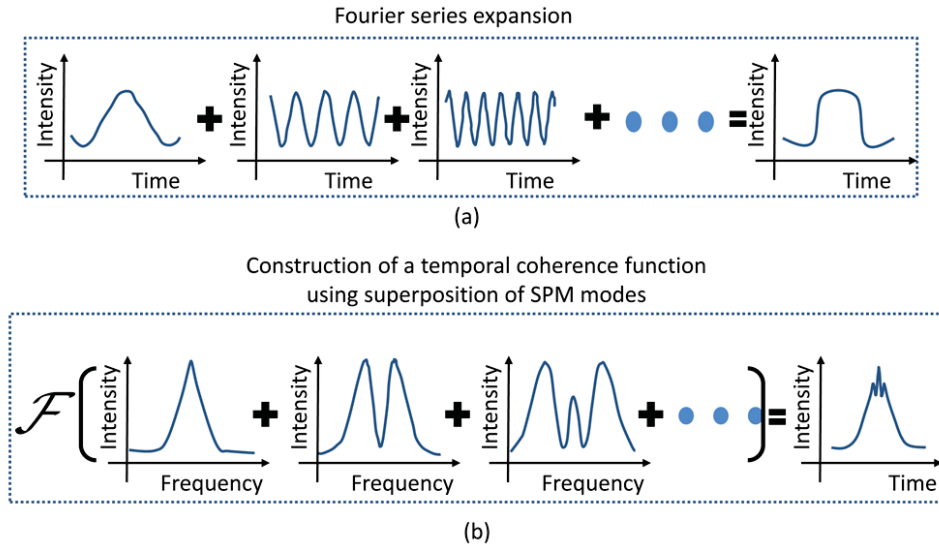 Fourier series expansion
Intensity
Time
+
Intensity
Time
+
Intensity
Time
+
=
Intensity
Time
(a)
Construction of a temporal coherence function
using superposition of SPM modes
ℱ
(
Intensity
Frequency
+
Intensity
Frequency
+
Intensity
Frequency
+
)
=
Intensity
Time
(b)